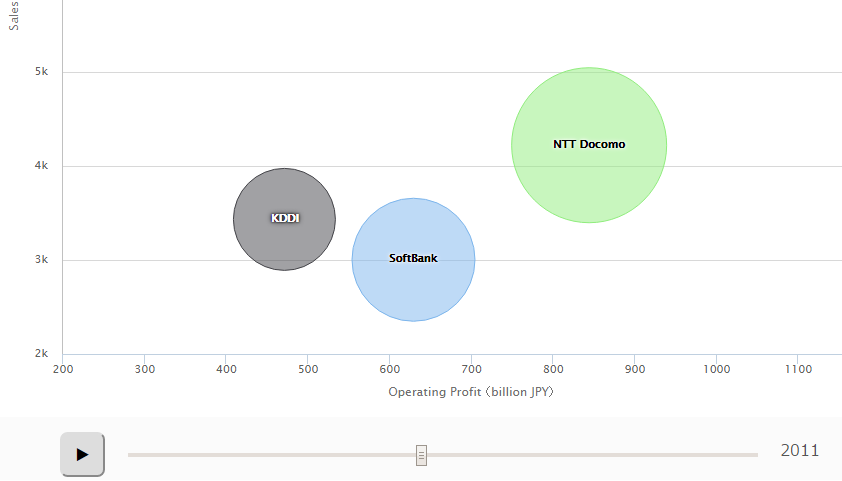 Sales
5k
4k
3k
2k
NTT Docomo
KDDI
SoftBank
200 300 400 500 600 700 800 900 1000 1100
Operating Profit (billion JPY)
2011